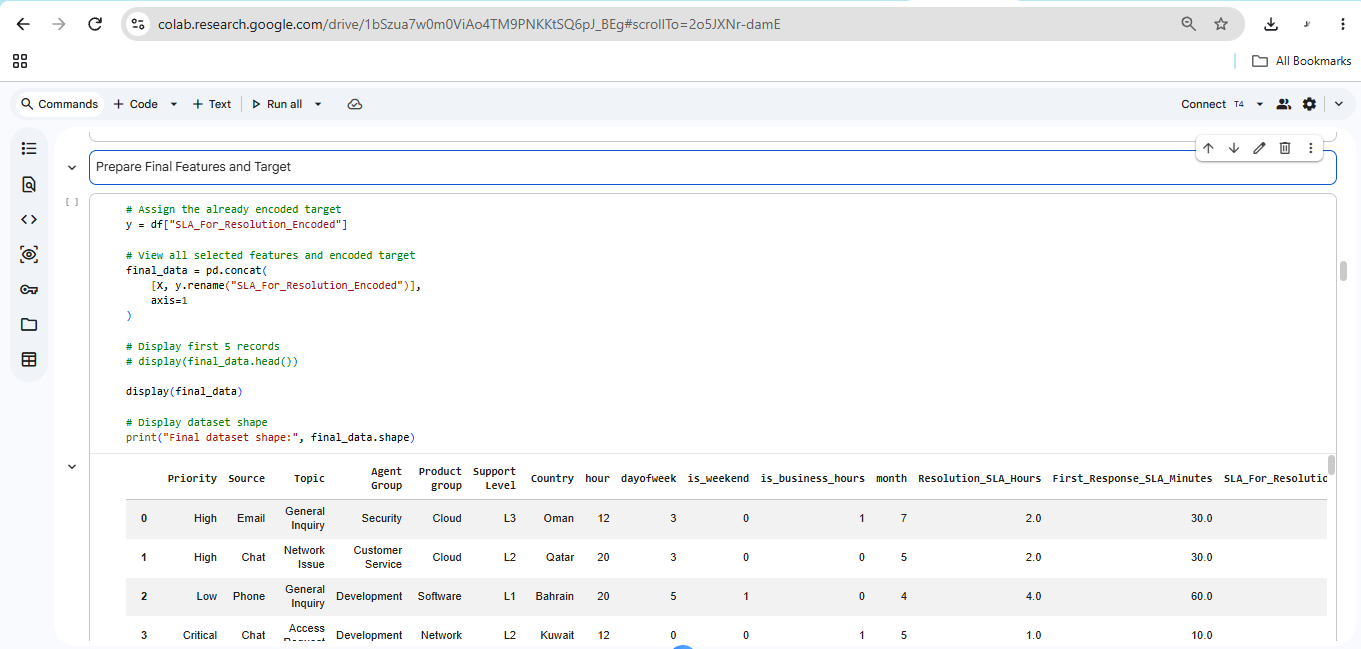 colab.research.google.com/drive/1bSzua7w0m0ViAo4TM9PNKKtSQ6pJ_BEg#scrollTo=2o5JXNr-damE
All Bookmarks
Commands + Code + Text Run all Connect T4
Prepare Final Features and Target
[ ]
# Assign the already encoded target
y = df["SLA_For_Resolution_Encoded"]
# View all selected features and encoded target
final_data = pd.concat(
[X, y.rename("SLA_For_Resolution_Encoded")],
axis=1
)
# Display first 5 records
# display(final_data.head())
display(final_data)
# Display dataset shape
print("Final dataset shape:", final_data.shape)
Priority Source Topic Agent Group Product group Support Level Country hour dayofweek is_weekend is_business_hours month Resolution_SLA_Hours First_Response_SLA_Minutes SLA_For_Resolutio
0 High Email General Inquiry Security Cloud L3 Oman 12 3 0 1 7 2.0 30.0
1 High Chat Network Issue Customer Service Cloud L2 Qatar 20 3 0 0 5 2.0 30.0
2 Low Phone General Inquiry Development Software L1 Bahrain 20 5 1 0 4 4.0 60.0
3 Critical Chat Access Development Network L2 Kuwait 12 0 0 1 5 1.0 10.0